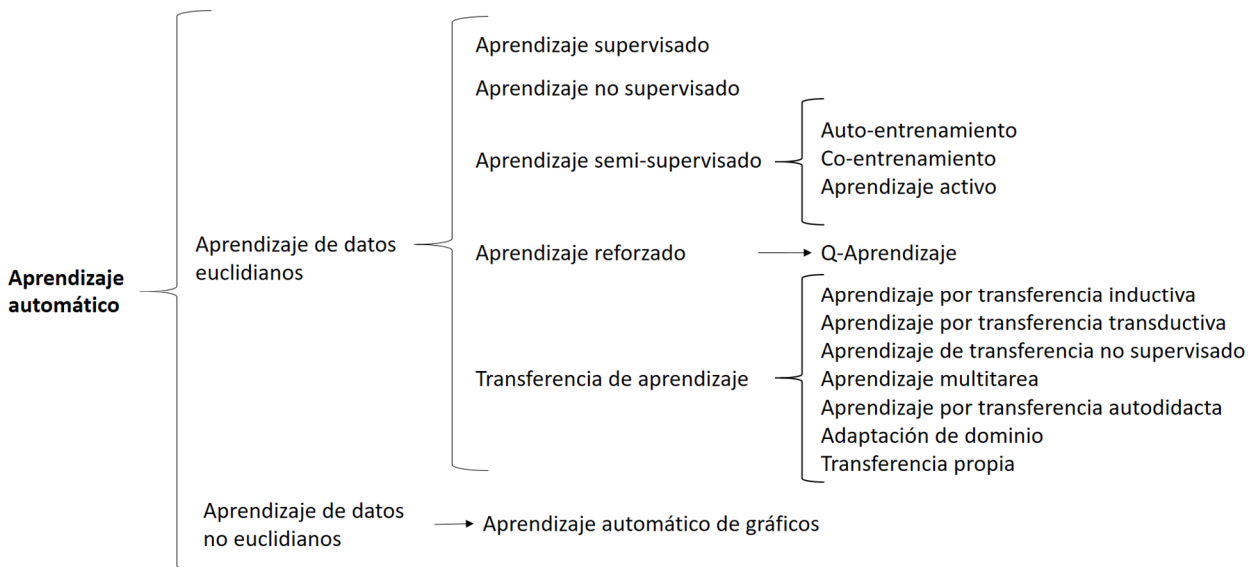 Aprendizaje supervisado
Aprendizaje no supervisado
Auto-entrenamiento
Co-entrenamiento
Aprendizaje activo
Aprendizaje semi-supervisado
Aprendizaje de datos
euclidianos
Aprendizaje reforzado
Q-Aprendizaje
Aprendizaje
automático
Aprendizaje por transferencia inductiva
Aprendizaje por transferencia transductiva
Aprendizaje de transferencia no supervisado
Transferencia de aprendizaje
Aprendizaje multitarea
Aprendizaje por transferencia autodidacta
Adaptación de dominio
Transferencia propia
Aprendizaje de datos
no euclidianos
Aprendizaje automático de gráficos